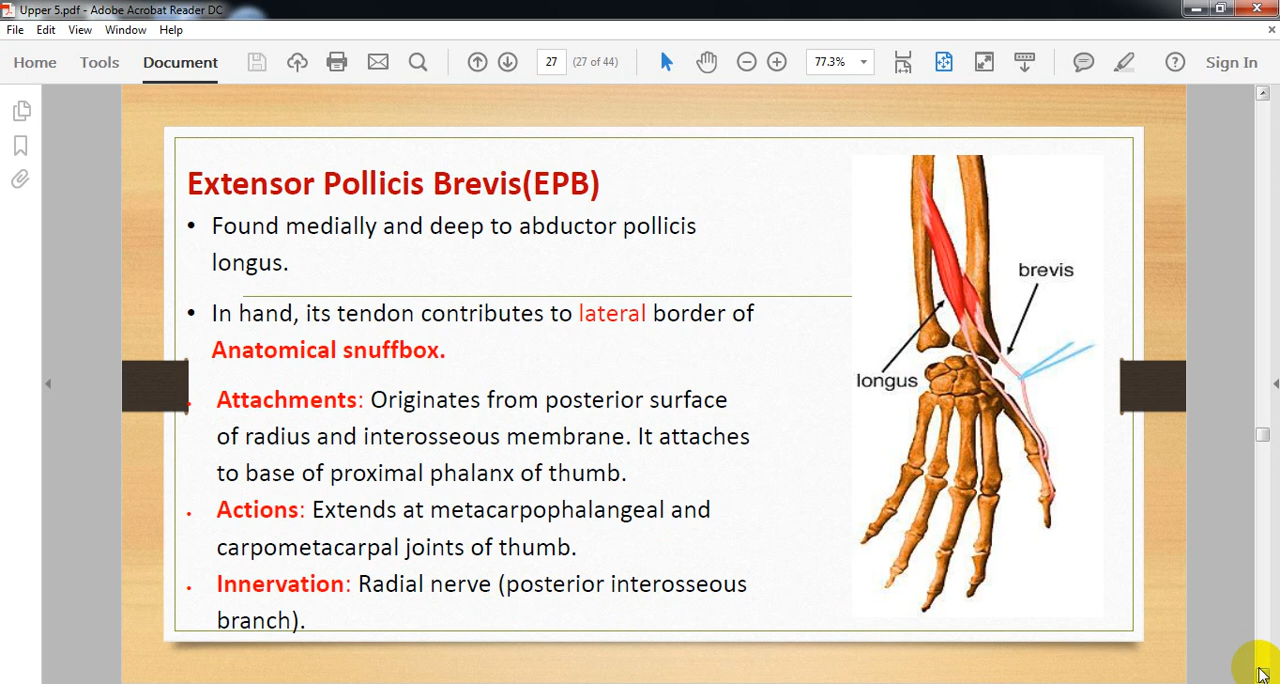 Upper 5.pdf - Adobe Acrobat Reader DC
File Edit View Window Help
Home Tools Document 27 (27 of 44) 77.3% Sign In
Extensor Pollicis Brevis(EPB)
• Found medially and deep to abductor pollicis
longus.
• In hand, its tendon contributes to lateral border of
Anatomical snuffbox.
• Attachments: Originates from posterior surface
of radius and interosseous membrane. It attaches
to base of proximal phalanx of thumb.
• Actions: Extends at metacarpophalangeal and
carpometacarpal joints of thumb.
• Innervation: Radial nerve (posterior interosseous
branch).
brevis
longus